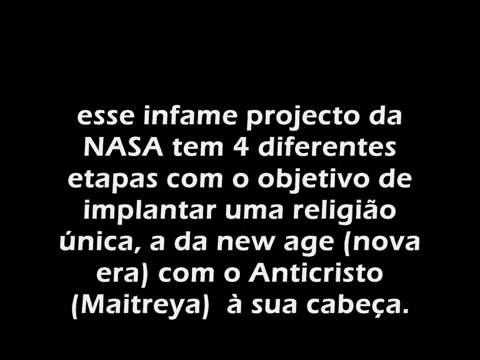 esse infame projecto da
NASA tem 4 diferentes
etapas com o objetivo de
implantar uma religião
única, a da new age (nova
era) com o Anticristo
(Maitreya)  à sua cabeça.